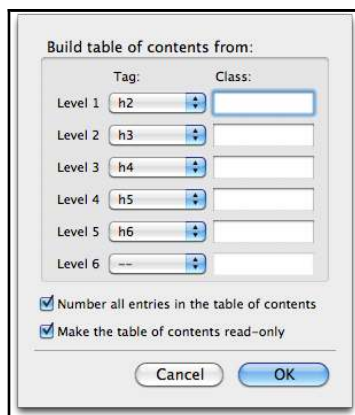 Build table of contents from:
Tag: Class:
Level 1 h2
Level 2 h3
Level 3 h4
Level 4 h5
Level 5 h6
Level 6 --
Number all entries in the table of contents
Make the table of contents read-only
Cancel OK